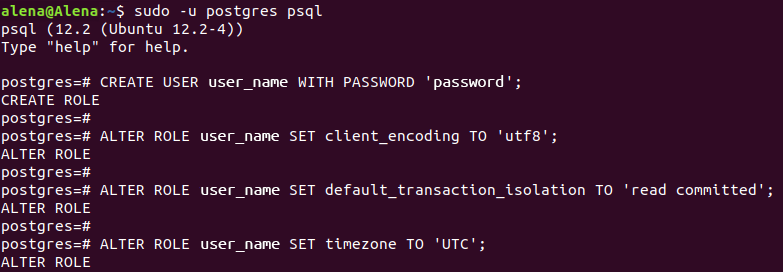 alena@Alena:~$ sudo -u postgres psql
psql (12.2 (Ubuntu 12.2-4))
Type "help" for help.

postgres=# CREATE USER user_name WITH PASSWORD 'password';
CREATE ROLE
postgres=#
postgres=# ALTER ROLE user_name SET client_encoding TO 'utf8';
ALTER ROLE
postgres=#
postgres=# ALTER ROLE user_name SET default_transaction_isolation TO 'read committed';
ALTER ROLE
postgres=#
postgres=# ALTER ROLE user_name SET timezone TO 'UTC';
ALTER ROLE